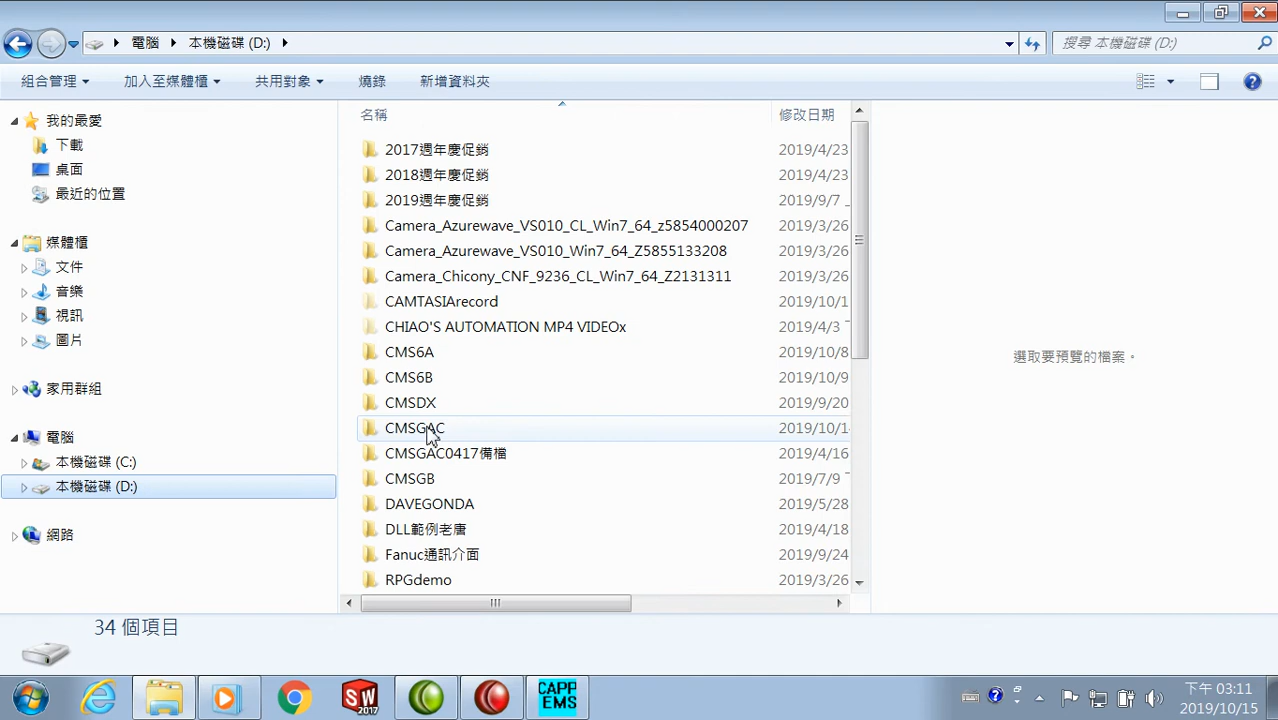 電腦 本機磁碟 (D:)
搜尋 本機磁碟 (D:)
組合管理 加入至媒體櫃 共用對象 燒錄 新增資料夾
我的最愛
下載
桌面
最近的位置
媒體櫃
文件
音樂
視訊
圖片
家用群組
電腦
本機磁碟 (C:)
本機磁碟 (D:)
網路
名稱 修改日期
2017週年慶促銷 2019/4/23
2018週年慶促銷 2019/4/23
2019週年慶促銷 2019/9/7
Camera_Azurewave_VS010_CL_Win7_64_z5854000207 2019/3/26
Camera_Azurewave_VS010_Win7_64_Z5855133208 2019/3/26
Camera_Chicony_CNF_9236_CL_Win7_64_Z2131311 2019/3/26
CAMTASIArecord 2019/10/1
CHIAO'S AUTOMATION MP4 VIDEOx 2019/4/3
CMS6A 2019/10/8
CMS6B 2019/10/9
CMSDX 2019/9/20
CMSGAC 2019/10/1
CMSGAC0417備檔 2019/4/16
CMSGB 2019/7/9
DAVEGONDA 2019/5/28
DLL範例老唐 2019/4/18
Fanuc通訊介面 2019/9/24
RPGdemo 2019/3/26
選取要預覽的檔案。
34 個項目
SW
2017
CAPP
EMS
下午 03:11
2019/10/15